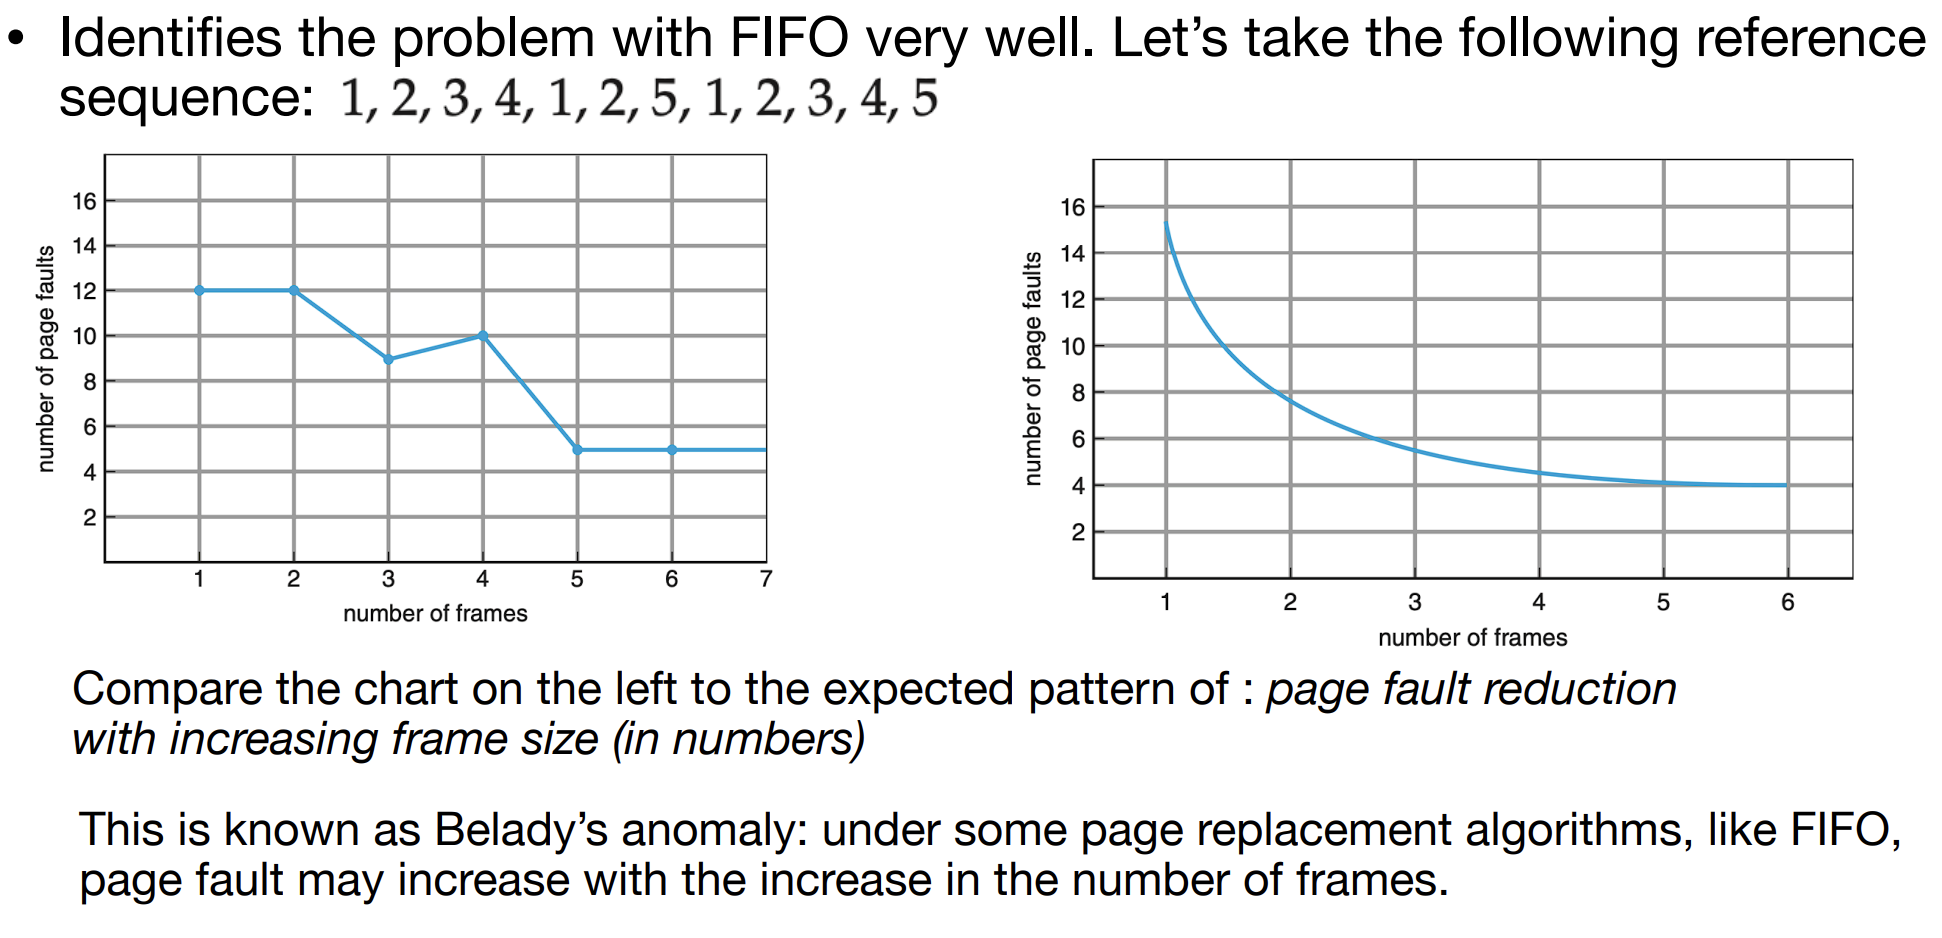 • Identifies the problem with FIFO very well. Let’s take the following reference
sequence: 1, 2, 3, 4, 1, 2, 5, 1, 2, 3, 4, 5
number of page faults
16
14
12
10
8
6
4
2
1 2 3 4 5 6 7
number of frames
number of page faults
16
14
12
10
8
6
4
2
1 2 3 4 5 6
number of frames
Compare the chart on the left to the expected pattern of : page fault reduction
with increasing frame size (in numbers)
This is known as Belady’s anomaly: under some page replacement algorithms, like FIFO,
page fault may increase with the increase in the number of frames.